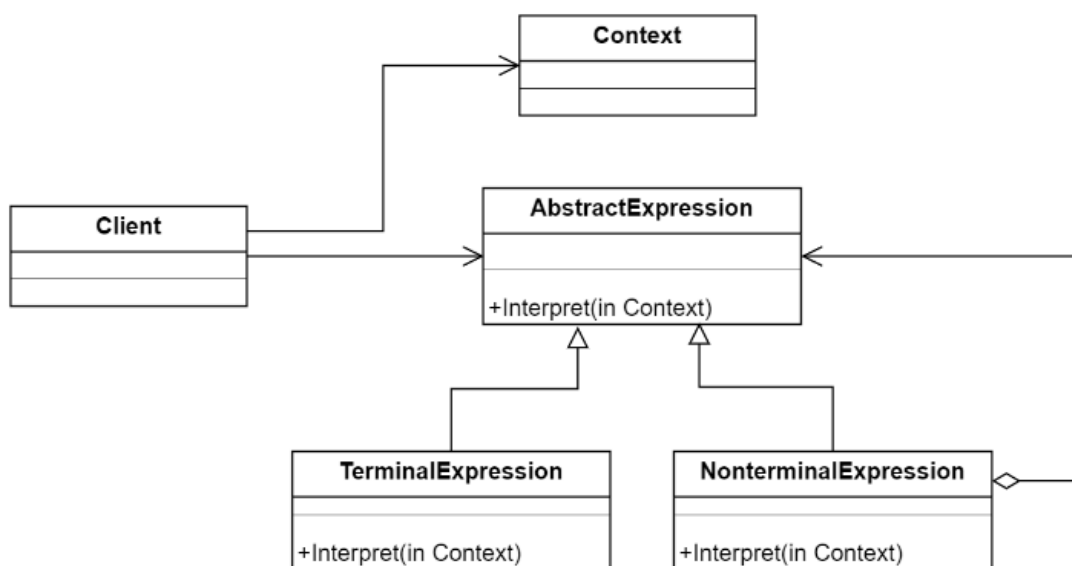 Context
AbstractExpression
Client
+Interpret(in Context)
TerminalExpression
NonterminalExpression
+Interpret(in Context)
+Interpret(in Context)